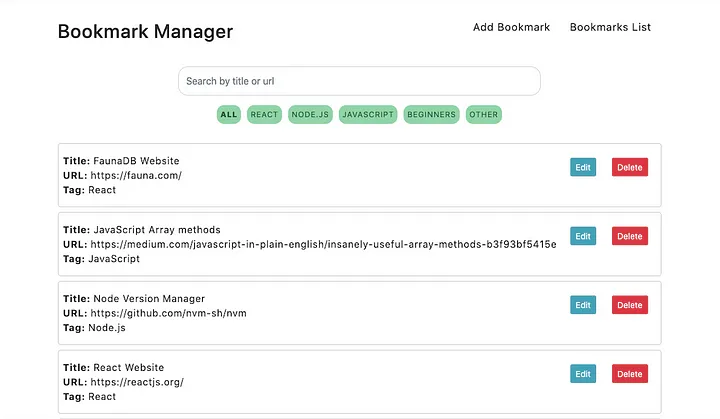 Bookmark Manager
Add Bookmark Bookmarks List
Search by title or url
ALL REACT NODE.JS JAVASCRIPT BEGINNERS OTHER
Title: FaunaDB Website
URL: https://fauna.com/
Tag: React
Edit Delete
Title: JavaScript Array methods
URL: https://medium.com/javascript-in-plain-english/insanely-useful-array-methods-b3f93bf5415e
Tag: JavaScript
Edit Delete
Title: Node Version Manager
URL: https://github.com/nvm-sh/nvm
Tag: Node.js
Edit Delete
Title: React Website
URL: https://reactjs.org/
Tag: React
Edit Delete